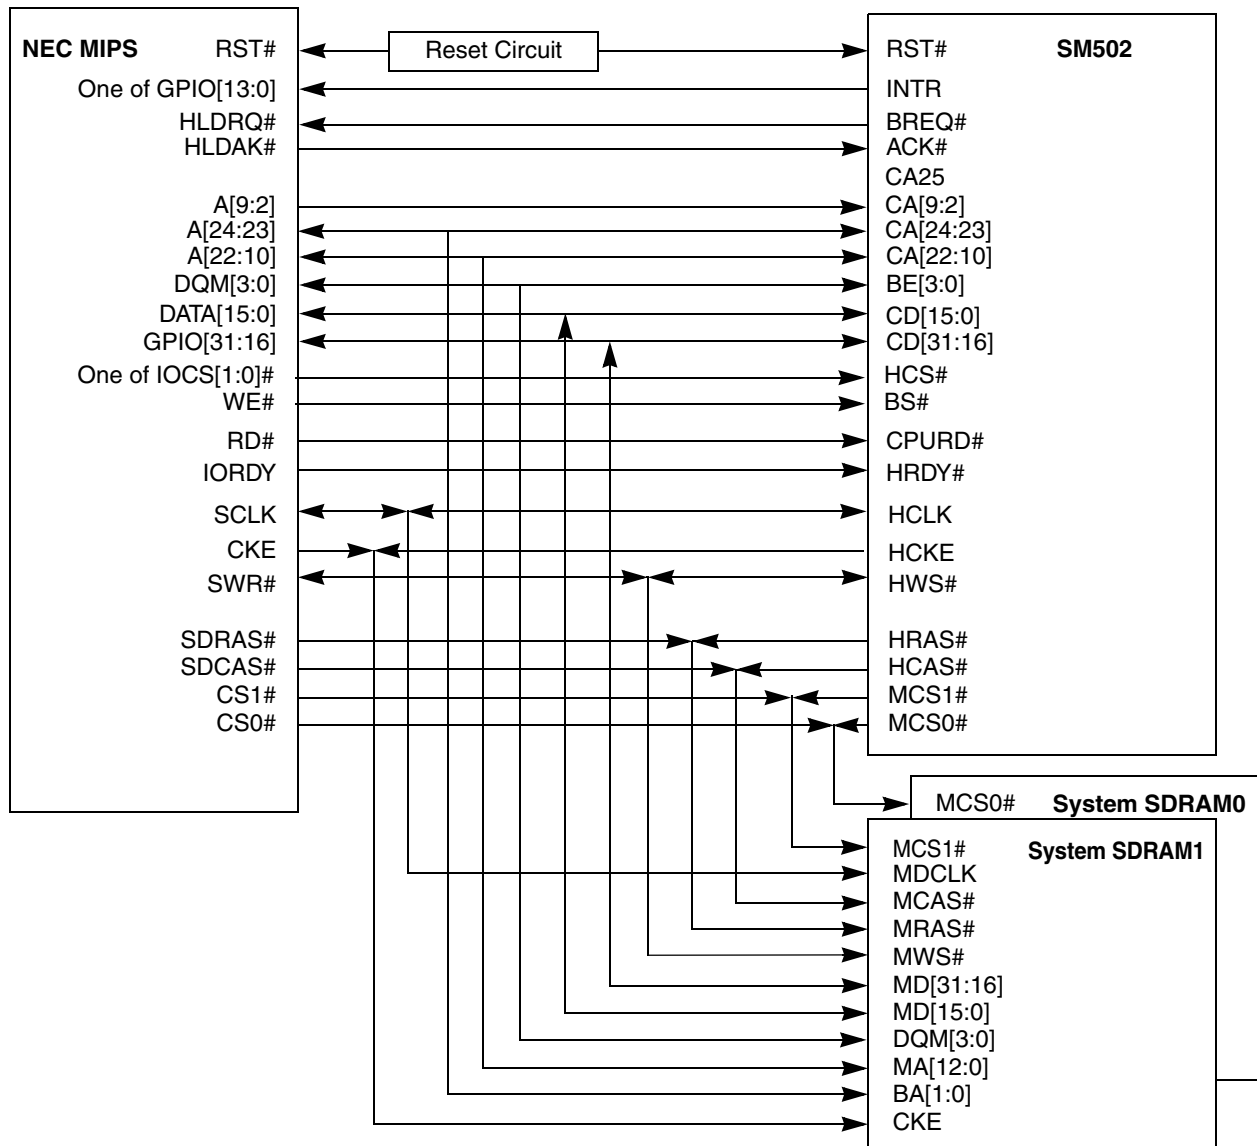 NEC MIPS RST# Reset Circuit RST# SM502
One of GPIO[13:0] INTR
HLDRQ# BREQ#
HLDAK# ACK#
CA25
A[9:2] CA[9:2]
A[24:23] CA[24:23]
A[22:10] CA[22:10]
DQM[3:0] BE[3:0]
DATA[15:0] CD[15:0]
GPIO[31:16] CD[31:16]
One of IOCS[1:0]# HCS#
WE# BS#
RD# CPURD#
IORDY HRDY#
SCLK HCLK
CKE HCKE
SWR# HWS#
SDRAS# HRAS#
SDCAS# HCAS#
CS1# MCS1#
CS0# MCS0#
MCS0# System SDRAM0
MCS1# System SDRAM1
MDCLK
MCAS#
MRAS#
MWS#
MD[31:16]
MD[15:0]
DQM[3:0]
MA[12:0]
BA[1:0]
CKE